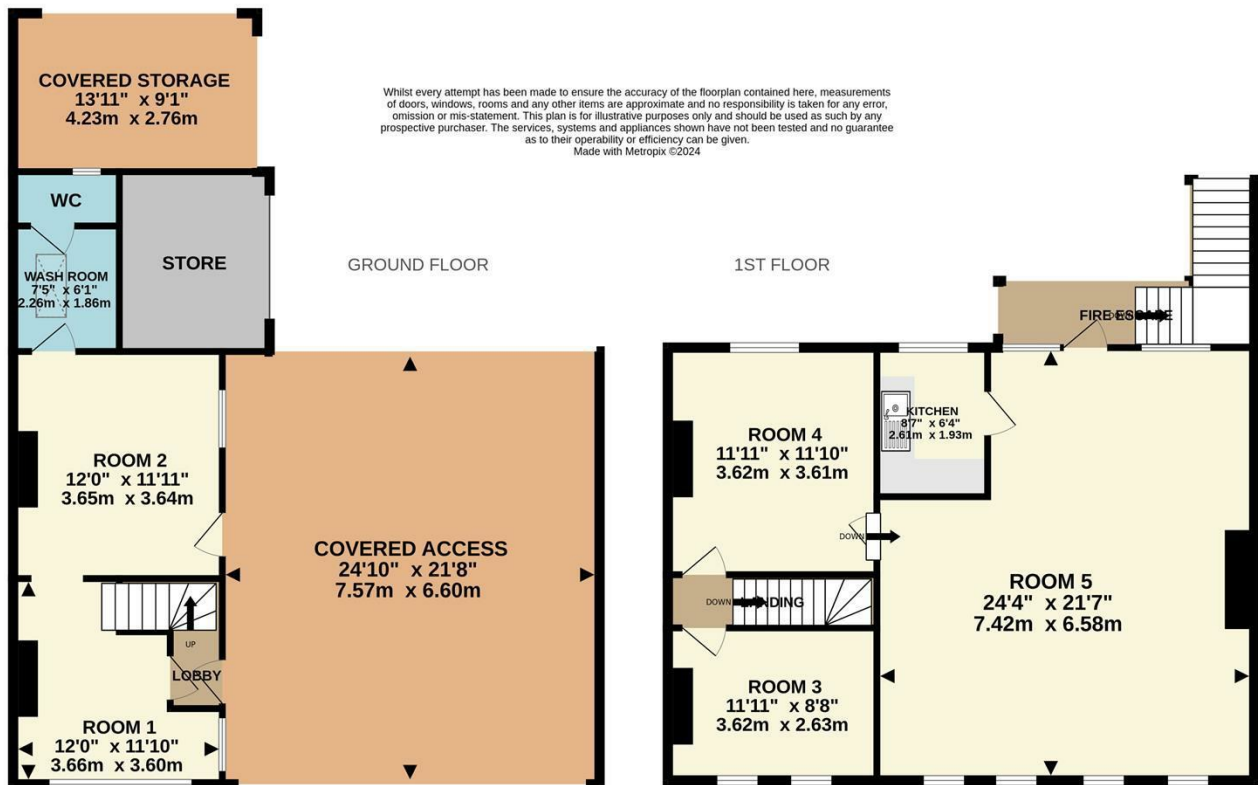 COVERED STORAGE
13'11" x 9'1"
4.23m x 2.76m
Whilst every attempt has been made to ensure the accuracy of the floorplan contained here, measurements
of doors, windows, rooms and any other items are approximate and no responsibility is taken for any error,
omission or mis-statement. This plan is for illustrative purposes only and should be used as such by any
prospective purchaser. The services, systems and appliances shown have not been tested and no guarantee
as to their operability or efficiency can be given.
Made with Metropix ©2024
WC
STORE
WASH ROOM
7'5" x 6'1"
2.26m x 1.86m
GROUND FLOOR
ROOM 2
12'0" x 11'11"
3.65m x 3.64m
COVERED ACCESS
24'10" x 21'8"
7.57m x 6.60m
UP
LOBBY
ROOM 1
12'0" x 11'10"
3.66m x 3.60m
1ST FLOOR
FIRE ESCAPE
DOWN
KITCHEN
8'7" x 6'4"
2.61m x 1.93m
ROOM 4
11'11" x 11'10"
3.62m x 3.61m
DOWN
ROOM 5
24'4" x 21'7"
7.42m x 6.58m
DOWN
LANDING
ROOM 3
11'11" x 8'8"
3.62m x 2.63m